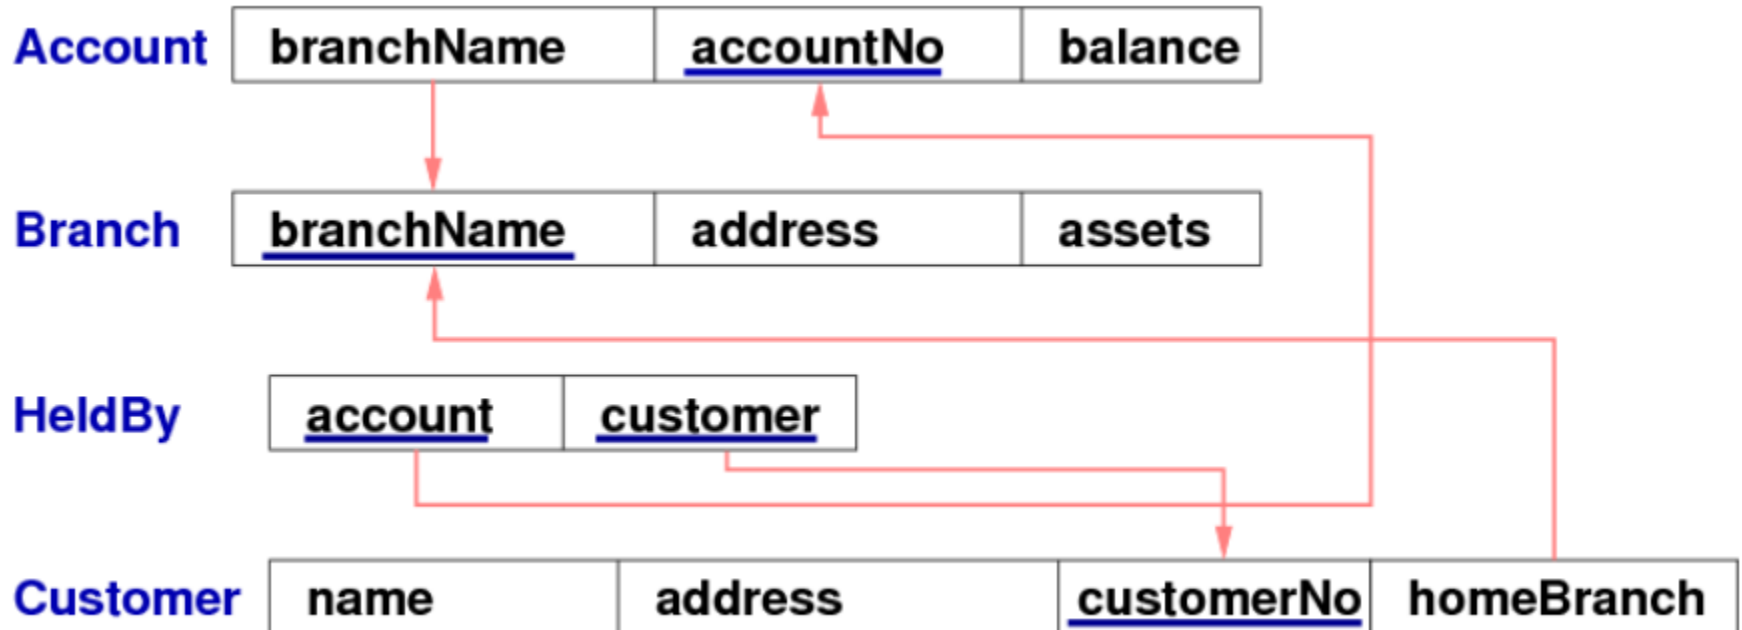 Account branchName accountNo balance
Branch branchName address assets
HeldBy account customer
Customer name address customerNo homeBranch